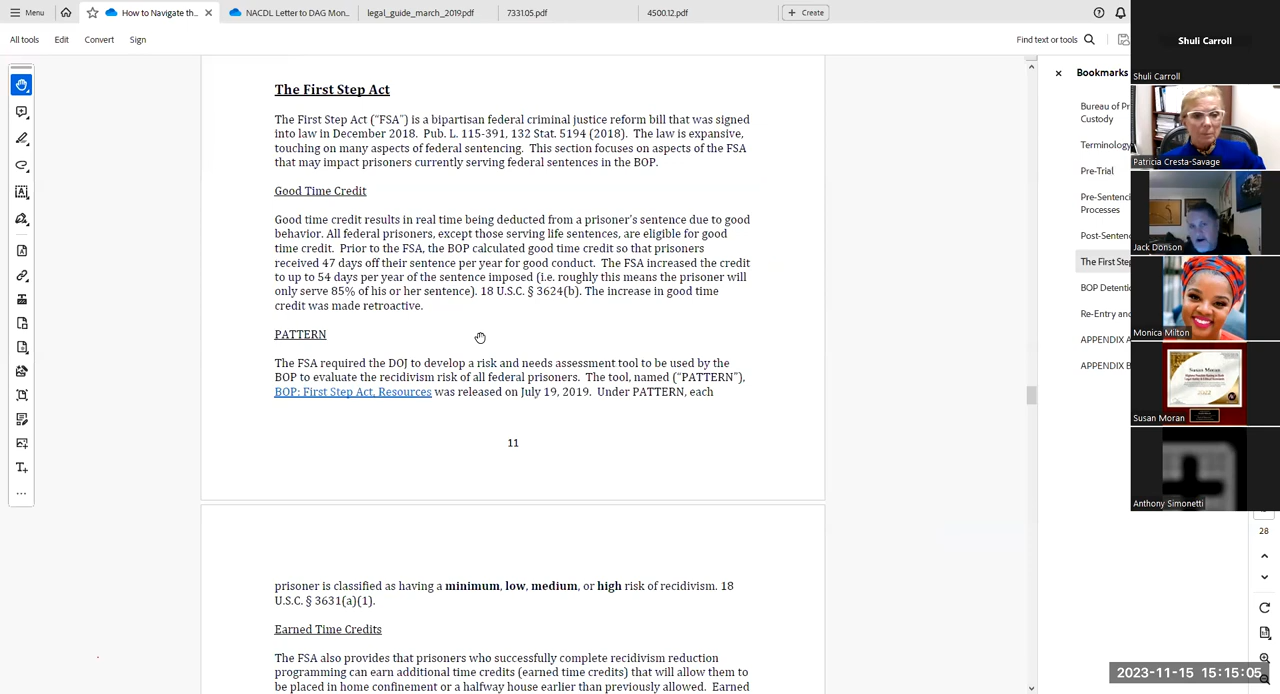 Menu
How to Navigate th...
NACDL Letter to DAG Mon...
legal_guide_march_2019.pdf
7331.05.pdf
4500.12.pdf
+ Create
All tools Edit Convert Sign
Find text or tools
The First Step Act
The First Step Act ("FSA") is a bipartisan federal criminal justice reform bill that was signed
into law in December 2018. Pub. L. 115-391, 132 Stat. 5194 (2018). The law is expansive,
touching on many aspects of federal sentencing. This section focuses on aspects of the FSA
that may impact prisoners currently serving federal sentences in the BOP.
Good Time Credit
Good time credit results in real time being deducted from a prisoner's sentence due to good
behavior. All federal prisoners, except those serving life sentences, are eligible for good
time credit. Prior to the FSA, the BOP calculated good time credit so that prisoners
received 47 days off their sentence per year for good conduct. The FSA increased the credit
to up to 54 days per year of the sentence imposed (i.e. roughly this means the prisoner will
only serve 85% of his or her sentence). 18 U.S.C. § 3624(b). The increase in good time
credit was made retroactive.
PATTERN
The FSA required the DOJ to develop a risk and needs assessment tool to be used by the
BOP to evaluate the recidivism risk of all federal prisoners. The tool, named ("PATTERN"),
BOP: First Step Act, Resources was released on July 19, 2019. Under PATTERN, each
11
prisoner is classified as having a minimum, low, medium, or high risk of recidivism. 18
U.S.C. § 3631(a)(1).
Earned Time Credits
The FSA also provides that prisoners who successfully complete recidivism reduction
programming can earn additional time credits (earned time credits) that will allow them to
be placed in home confinement or a halfway house earlier than previously allowed. Earned
Bookmarks
Bureau of Pr
Custody
Terminology
Pre-Trial
Pre-Senten
Processes
Post-Senten
The First Step
BOP Detenti
Re-Entry and
APPENDIX A
APPENDIX B
Shuli Carroll
Shuli Carroll
Patricia Cresta-Savage
Jack Donson
Monica Milton
Susan Moran
Susan Moran
Anthony Simonetti
28
2023-11-15 15:15:05